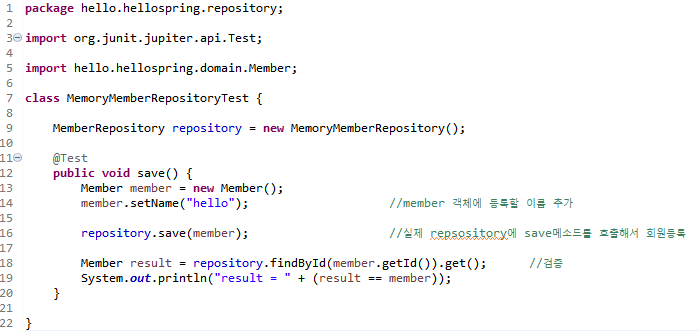 1 package hello.hellospring.repository;
2
3 import org.junit.jupiter.api.Test;
4
5 import hello.hellospring.domain.Member;
6
7 class MemoryMemberRepositoryTest {
8
9 MemberRepository repository = new MemoryMemberRepository();
10
11 @Test
12 public void save() {
13 Member member = new Member();
14 member.setName("hello"); //member 객체에 등록할 이름 추가
15
16 repository.save(member); //실제 repsository에 save메소드를 호출해서 회원등록
17
18 Member result = repository.findById(member.getId()).get(); //검증
19 System.out.println("result = " + (result == member));
20 }
21
22 }